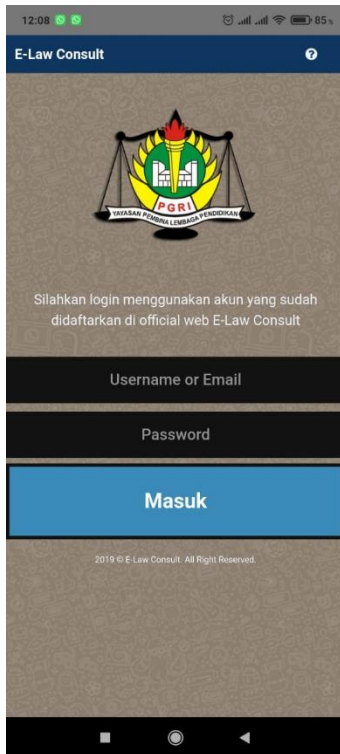 12:08
85%
E-Law Consult
PGRI
YAYASAN PEMBINA LEMBAGA PENDIDIKAN
Silahkan login menggunakan akun yang sudah
didaftarkan di official web E-Law Consult
Username or Email
Password
Masuk
2019 © E-Law Consult. All Right Reserved.